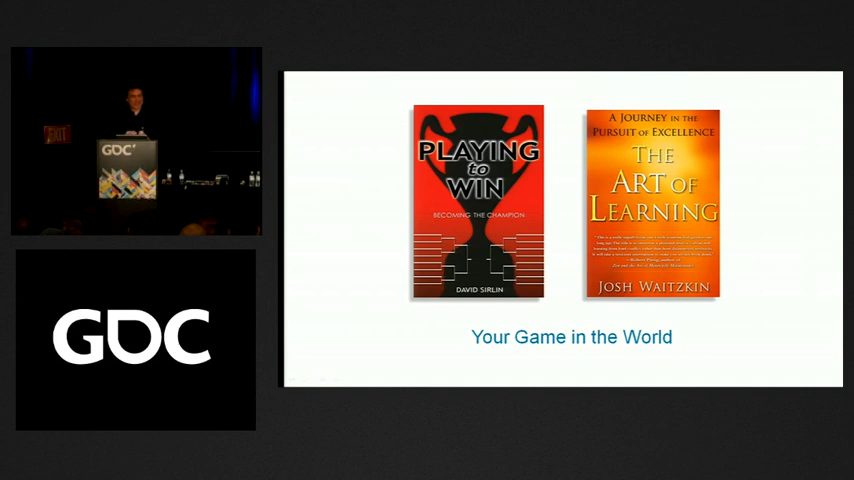 EXIT
GDC
GDC
PLAYING
to
WIN
BECOMING THE CHAMPION
DAVID SIRLIN
A JOURNEY IN THE
PURSUIT OF EXCELLENCE
THE
ART OF
LEARNING
JOSH WAITZKIN
Your Game in the World